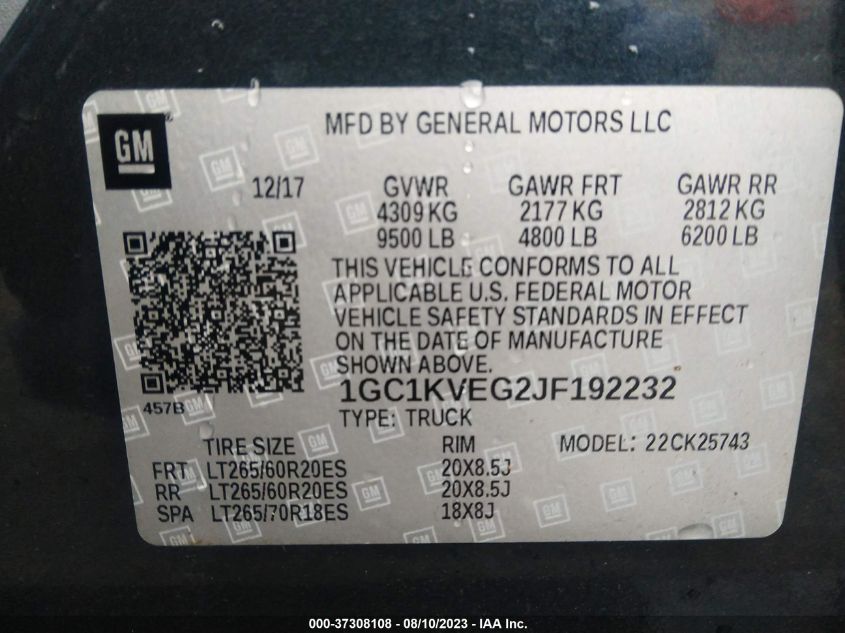 GM
MFD BY GENERAL MOTORS LLC
12/17 GVWR GAWR FRT GAWR RR
4309 KG 2177 KG 2812 KG
9500 LB 4800 LB 6200 LB
THIS VEHICLE CONFORMS TO ALL
APPLICABLE U.S. FEDERAL MOTOR
VEHICLE SAFETY STANDARDS IN EFFECT
ON THE DATE OF MANUFACTURE
SHOWN ABOVE.
1GC1KVEG2JF192232
457B
TYPE: TRUCK
TIRE SIZE RIM MODEL: 22CK25743
FRT LT265/60R20ES 20X8.5J
RR LT265/60R20ES 20X8.5J
SPA LT265/70R18ES 18X8J
000-37308108 - 08/10/2023 - IAA Inc.